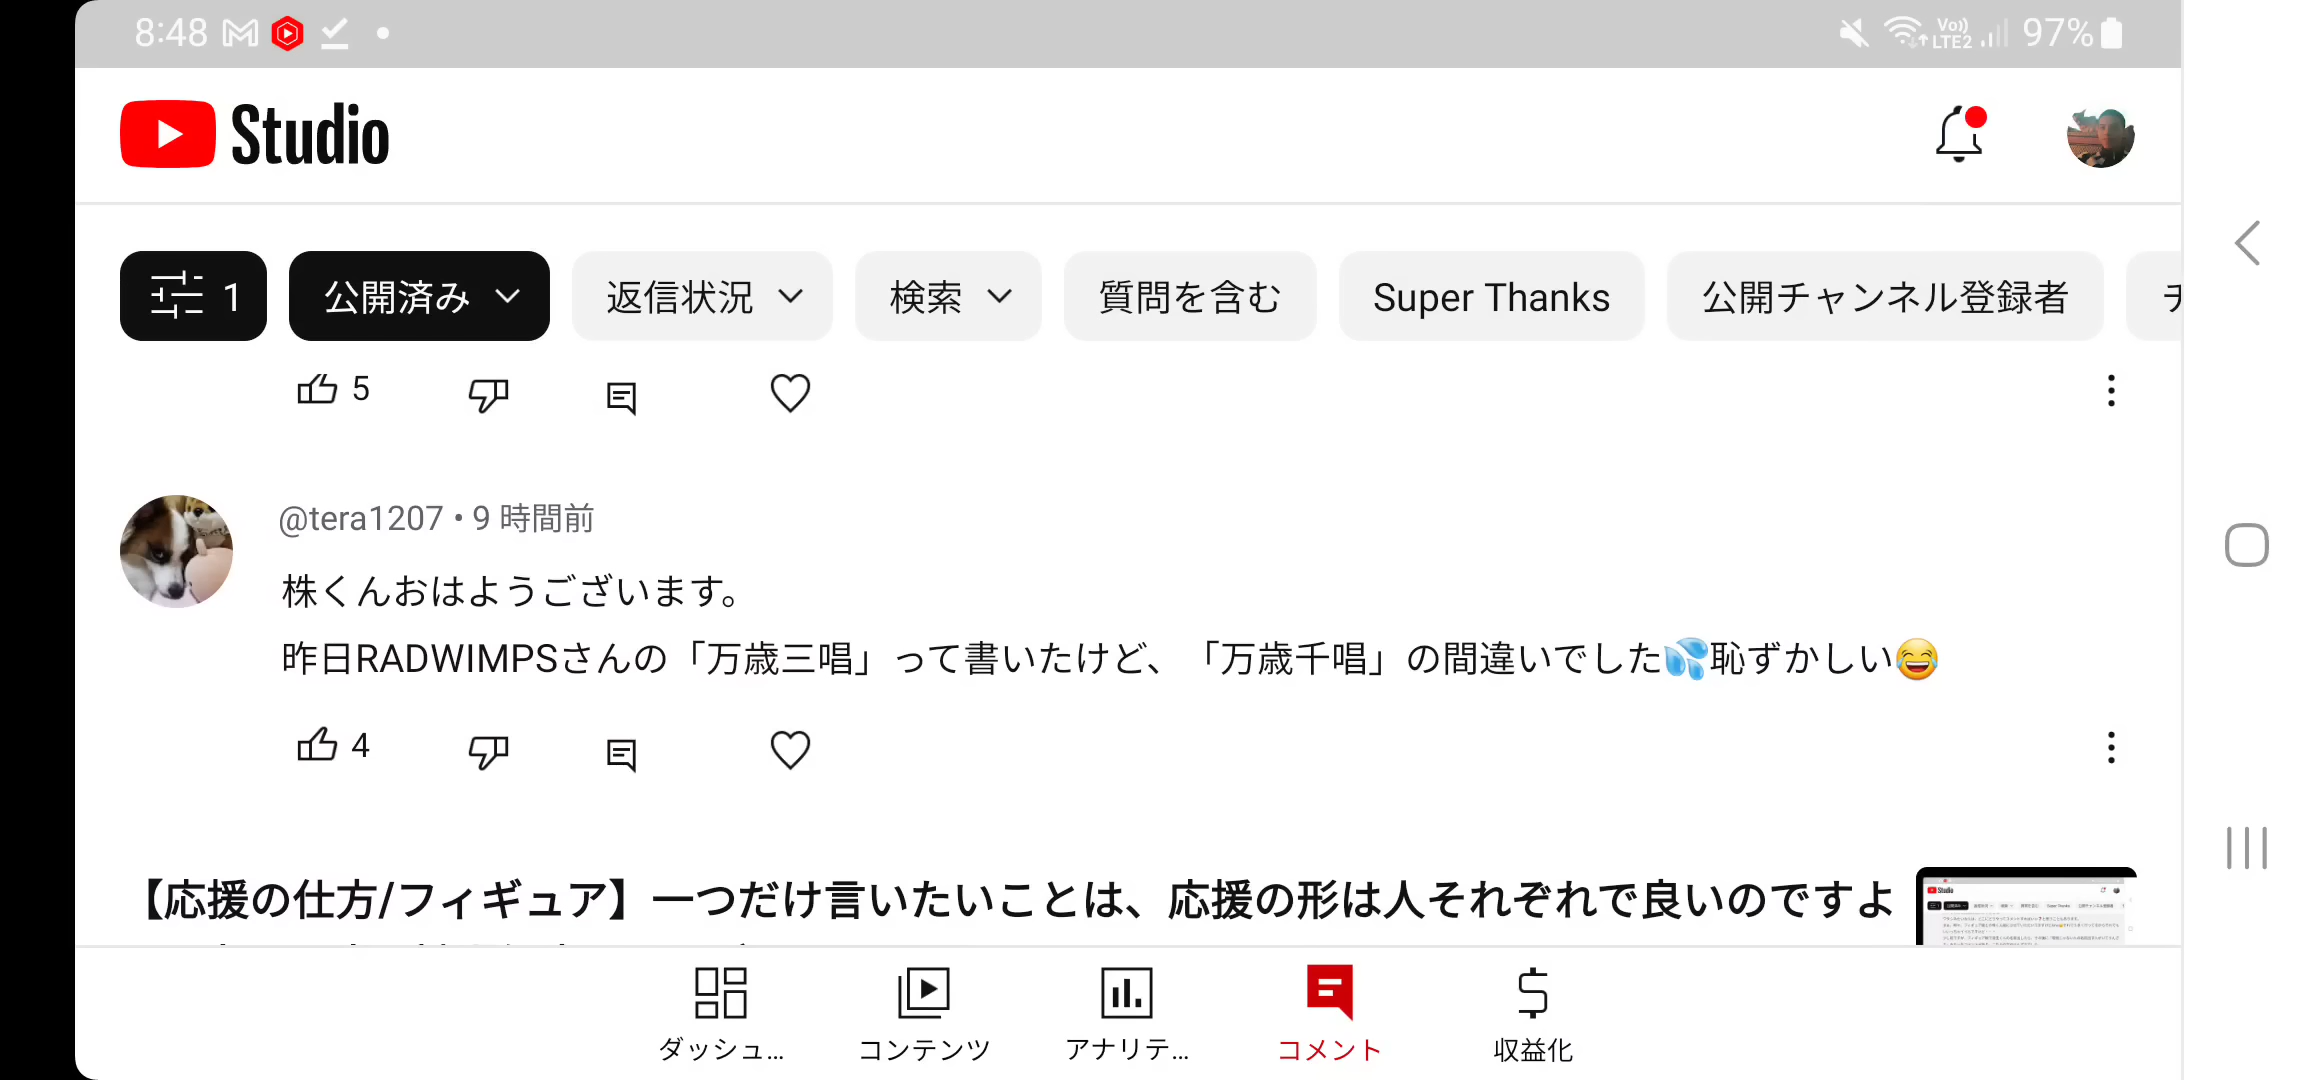 8:48
Vo)) LTE2 97%
Studio
1 公開済み 返信状況 検索 質問を含む Super Thanks 公開チャンネル登録者
5
@tera1207 • 9 時間前
株くんおはようございます。
昨日RADWIMPSさんの「万歳三唱」って書いたけど、「万歳千唱」の間違いでした💦恥ずかしい😂
4
【応援の仕方/フィギュア】一つだけ言いたいことは、応援の形は人それぞれで良いのですよ
ダッシュ... コンテンツ アナリテ... コメント 収益化